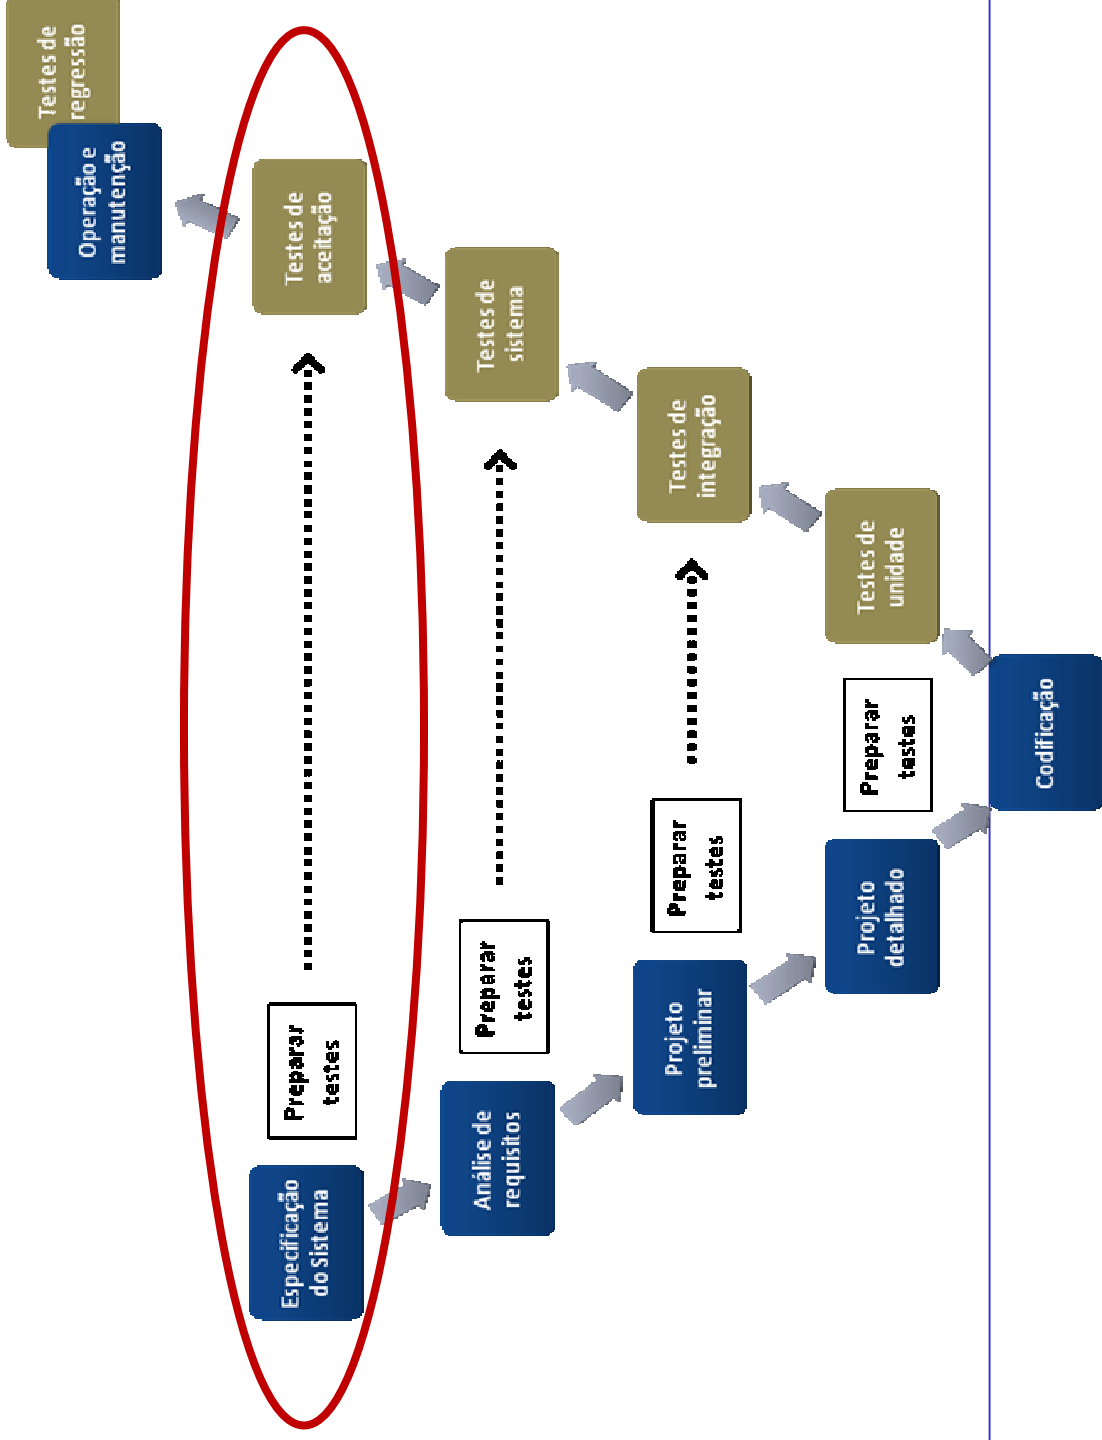 Especificação
do Sistema
Preparar
testes
Testes de
aceitação
Operação e
manutenção
Testes de
regressão
Análise de
requisitos
Preparar
testes
Testes de
sistema
Projeto
preliminar
Preparar
testes
Testes de
integração
Projeto
detalhado
Preparar
testes
Testes de
unidade
Codificação